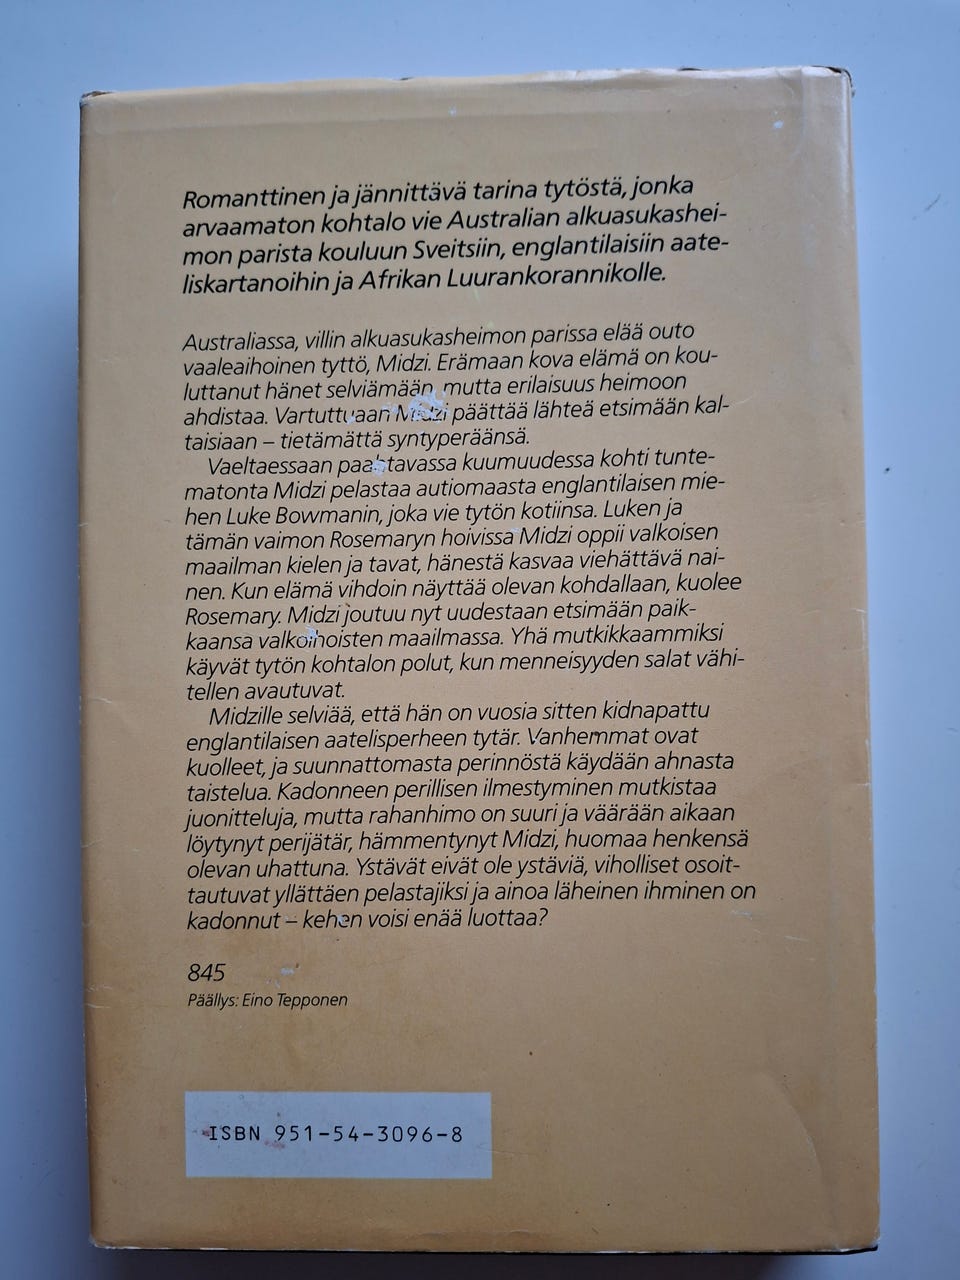 Romanttinen ja jännittävä tarina tytöstä, jonka
arvaamaton kohtalo vie Australian alkuasukashei-
mon parista kouluun Sveitsiin, englantilaisiin aate-
liskartanoihin ja Afrikan Luurankorannikolle.
Australiassa, villin alkuasukasheimon parissa elää outo
vaaleaihoinen tyttö, Midzi. Erämaan kova elämä on kou-
luttanut hänet selviämään, mutta erilaisuus heimoon
ahdistaa. Vartuttuaan Midzi päättää lähteä etsimään kal-
taisiaan – tietämättä syntyperäänsä.
Vaeltaessaan paahtavassa kuumuudessa kohti tunte-
matonta Midzi pelastaa autiomaasta englantilaisen mie-
hen Luke Bowmanin, joka vie tytön kotiinsa. Luken ja
tämän vaimon Rosemaryn hoivissa Midzi oppii valkoisen
maailman kielen ja tavat, hänestä kasvaa viehättävä nai-
nen. Kun elämä vihdoin näyttää olevan kohdallaan, kuolee
Rosemary. Midzi joutuu nyt uudestaan etsimään paik-
kaansa valkoihoisten maailmassa. Yhä mutkikkaammiksi
käyvät tytön kohtalon polut, kun menneisyyden salat vähi-
tellen avautuvat.
Midzille selviää, että hän on vuosia sitten kidnapattu
englantilaisen aatelisperheen tytär. Vanhemmat ovat
kuolleet, ja suunnattomasta perinnöstä käydään ahnasta
taistelua. Kadonneen perillisen ilmestyminen mutkistaa
juonitteluja, mutta rahanhimo on suuri ja väärään aikaan
löytynyt perijätär, hämmentynyt Midzi, huomaa henkensä
olevan uhattuna. Ystävät eivät ole ystäviä, viholliset osoit-
tautuvat yllättäen pelastajiksi ja ainoa läheinen ihminen on
kadonnut – kehen voisi enää luottaa?
845
Päällys: Eino Tepponen
ISBN 951-54-3096-8